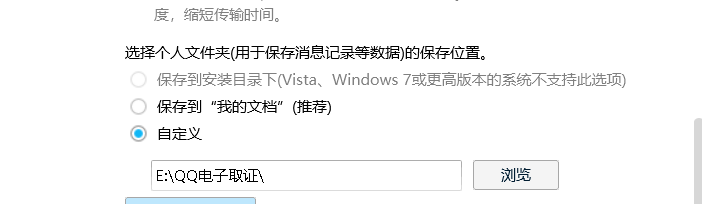 度，缩短传输时间。
选择个人文件夹(用于保存消息记录等数据)的保存位置。
保存到安装目录下(Vista、Windows 7或更高版本的系统不支持此选项)
保存到“我的文档”(推荐)
自定义
E:\QQ电子取证\
浏览